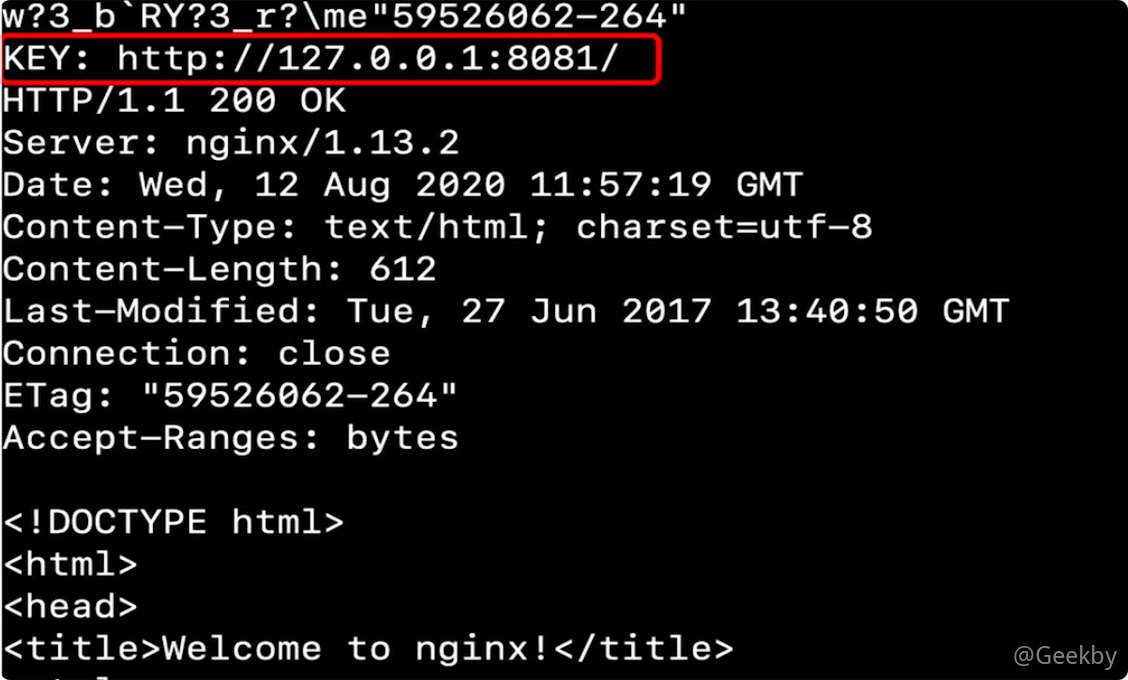 w?3_b`RY?3_r?\me"59526062-264"
KEY: http://127.0.0.1:8081/
HTTP/1.1 200 OK
Server: nginx/1.13.2
Date: Wed, 12 Aug 2020 11:57:19 GMT
Content-Type: text/html; charset=utf-8
Content-Length: 612
Last-Modified: Tue, 27 Jun 2017 13:40:50 GMT
Connection: close
ETag: "59526062-264"
Accept-Ranges: bytes
<!DOCTYPE html>
<html>
<head>
<title>Welcome to nginx!</title>
@Geekby